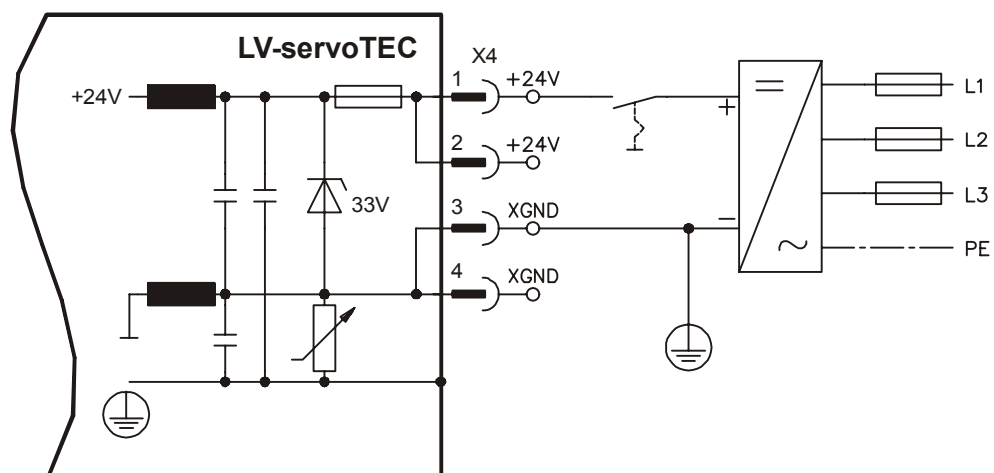 LV-servoTEC
X4
+24V
1
+24V
2
+24V
3
XGND
4
XGND
33V
+
−
L1
L2
L3
PE